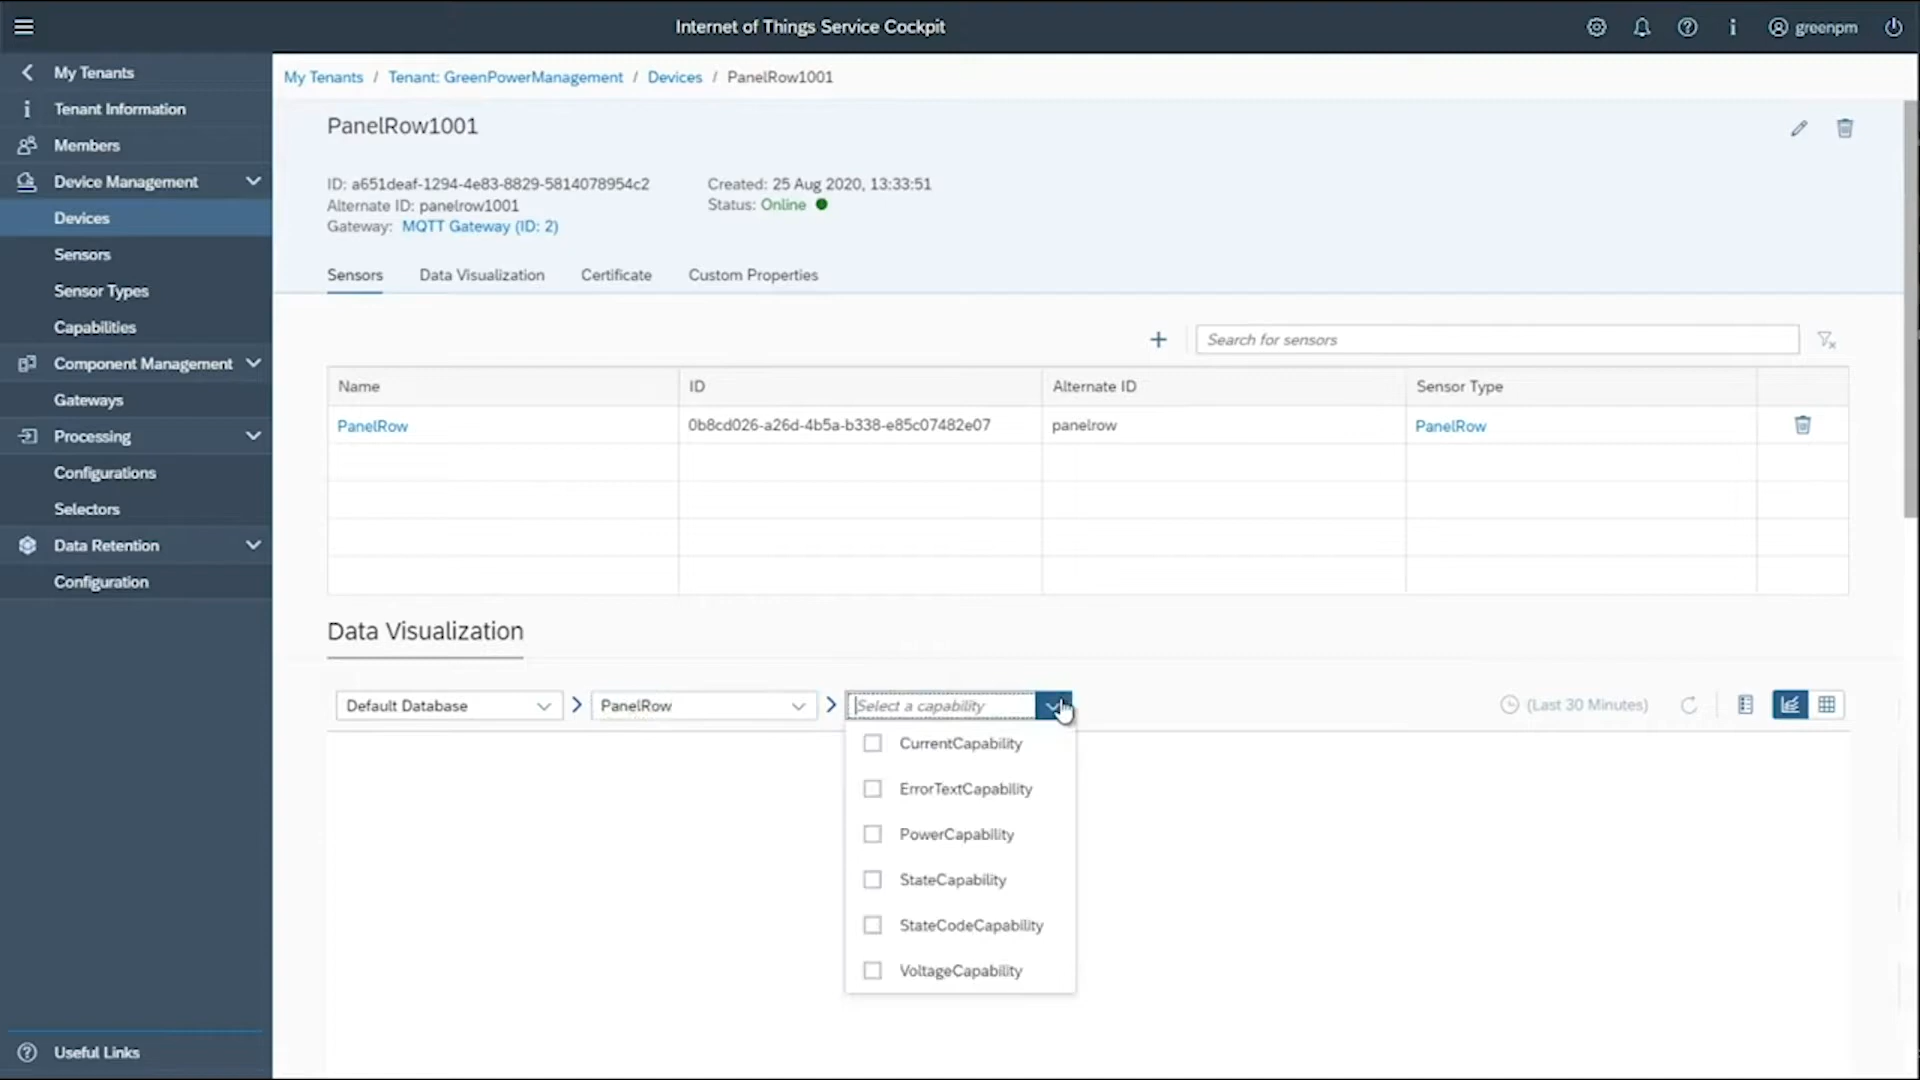 Internet of Things Service Cockpit
greenpm
My Tenants
Tenant Information
Members
Device Management
Devices
Sensors
Sensor Types
Capabilities
Component Management
Gateways
Processing
Configurations
Selectors
Data Retention
Configuration
Useful Links
My Tenants / Tenant: GreenPowerManagement / Devices / PanelRow1001
PanelRow1001
ID: a651deaf-1294-4e83-8829-5814078954c2
Alternate ID: panelrow1001
Gateway: MQTT Gateway (ID: 2)
Created: 25 Aug 2020, 13:33:51
Status: Online
Sensors Data Visualization Certificate Custom Properties
Search for sensors
Name ID Alternate ID Sensor Type
PanelRow 0b8cd026-a26d-4b5a-b338-e85c07482e07 panelrow PanelRow
Data Visualization
Default Database PanelRow Select a capability (Last 30 Minutes)
CurrentCapability
ErrorTextCapability
PowerCapability
StateCapability
StateCodeCapability
VoltageCapability